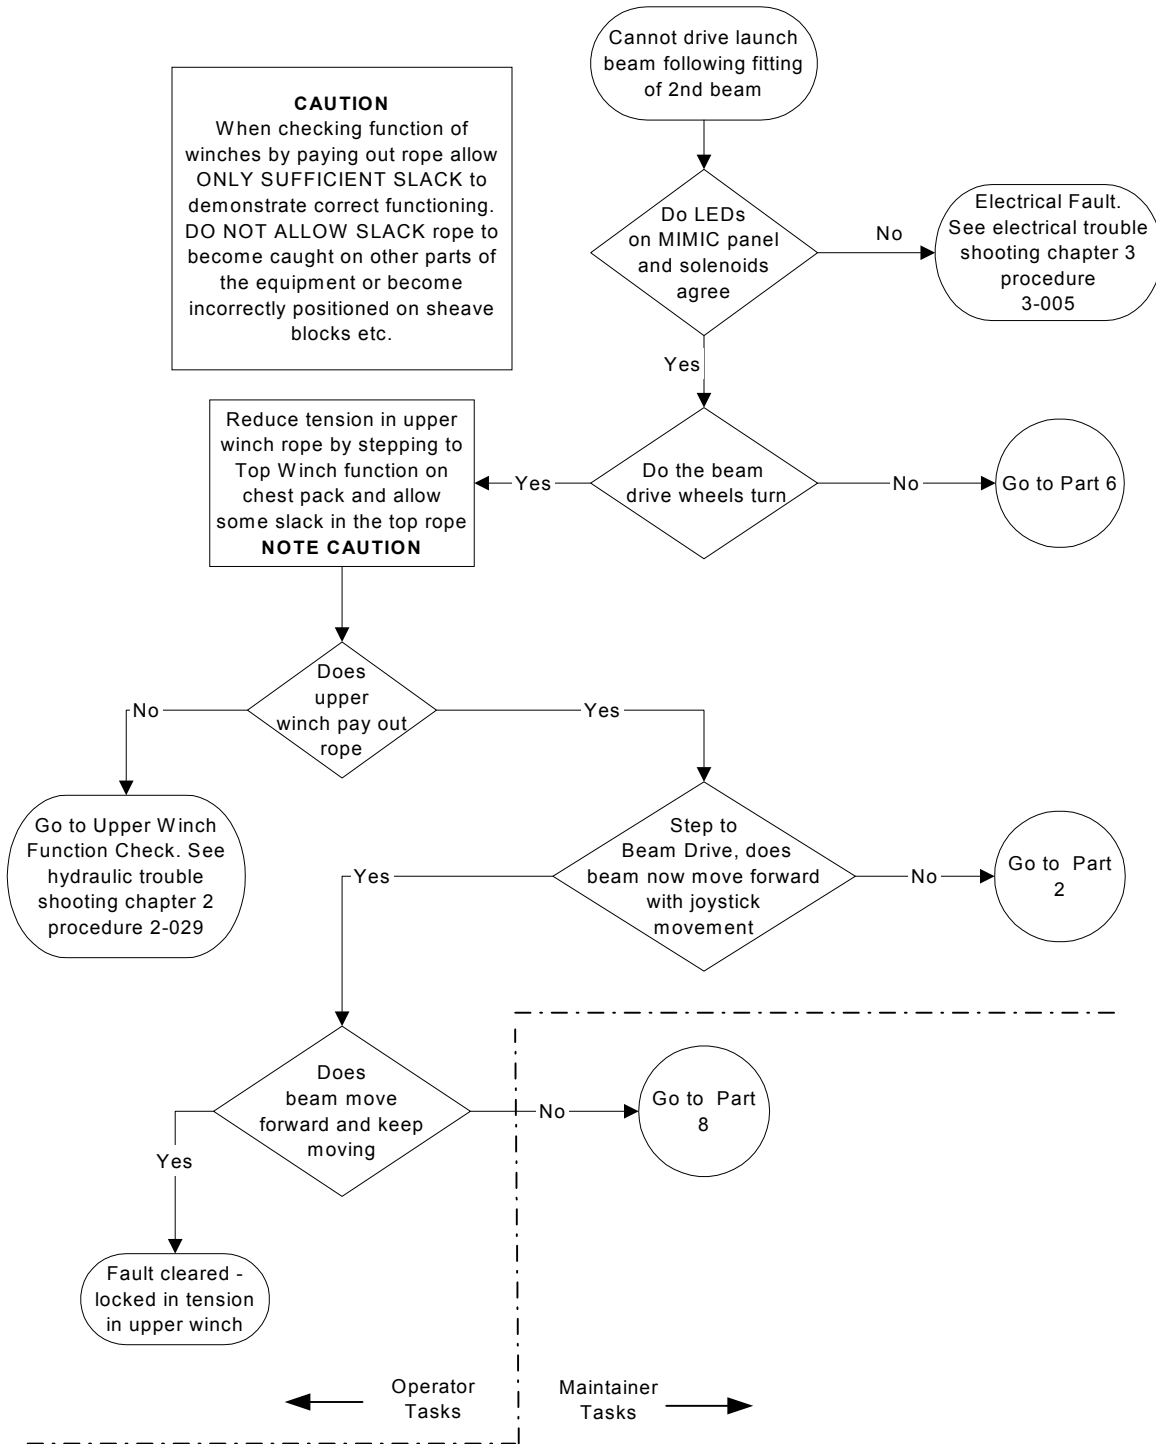 Cannot drive launch
beam following fitting
of 2nd beam
CAUTION
When checking function of
winches by paying out rope allow
ONLY SUFFICIENT SLACK to
demonstrate correct functioning.
DO NOT ALLOW SLACK rope to
become caught on other parts of
the equipment or become
incorrectly positioned on sheave
blocks etc.
Do LEDs
on MIMIC panel
and solenoids
agree
No
Electrical Fault.
See electrical trouble
shooting chapter 3
procedure
3-005
Yes
Reduce tension in upper
winch rope by stepping to
Top Winch function on
chest pack and allow
some slack in the top rope
NOTE CAUTION
Yes
Do the beam
drive wheels turn
No
Go to Part 6
Does
upper
winch pay out
rope
No
Yes
Go to Upper Winch
Function Check. See
hydraulic trouble
shooting chapter 2
procedure 2-029
Step to
Beam Drive, does
beam now move forward
with joystick
movement
Yes
No
Go to Part
2
Does
beam move
forward and keep
moving
No
Go to Part
8
Yes
Fault cleared -
locked in tension
in upper winch
Operator
Tasks
Maintainer
Tasks